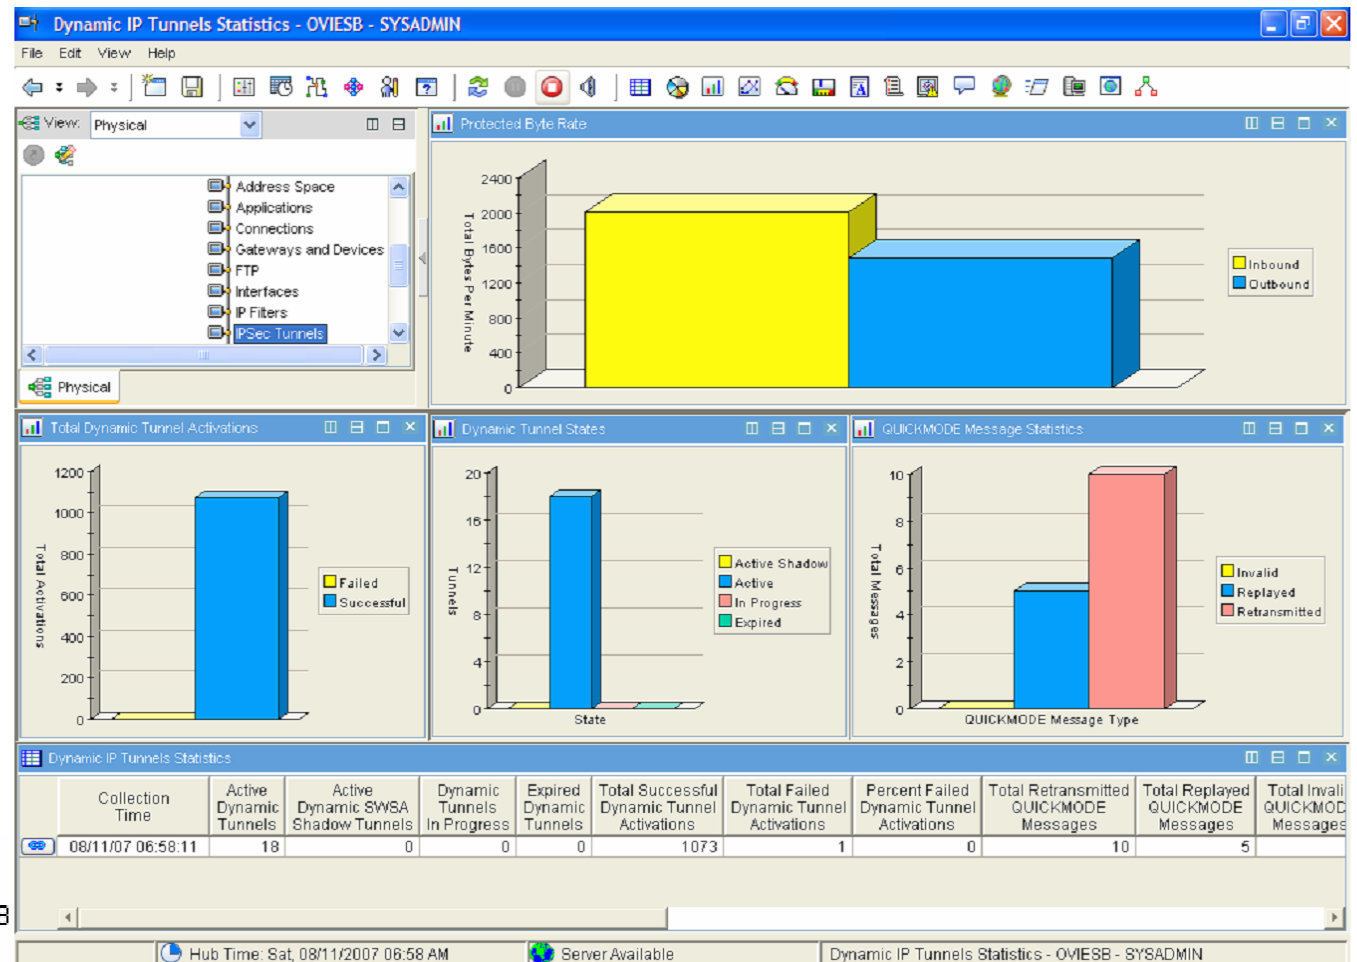 Dynamic IP Tunnels Statistics - OVIESB - SYSADMIN
File Edit View Help
View: Physical
Address Space
Applications
Connections
Gateways and Devices
FTP
Interfaces
IP Filters
IPSec Tunnels
Physical
Protected Byte Rate
2400
2000
1600
1200
800
400
0
Total Bytes Per Minute
Inbound
Outbound
Total Dynamic Tunnel Activations
1200
1000
800
600
400
200
0
Total Activations
Failed
Successful
Dynamic Tunnel States
20
16
12
8
4
0
Tunnels
State
Active Shadow
Active
In Progress
Expired
QUICKMODE Message Statistics
10
8
6
4
2
0
Total Messages
QUICKMODE Message Type
Invalid
Replayed
Retransmitted
Dynamic IP Tunnels Statistics
Collection Time
Active Dynamic Tunnels
Active Dynamic SWSA Shadow Tunnels
Dynamic Tunnels In Progress
Expired Dynamic Tunnels
Total Successful Dynamic Tunnel Activations
Total Failed Dynamic Tunnel Activations
Percent Failed Dynamic Tunnel Activations
Total Retransmitted QUICKMODE Messages
Total Replayed QUICKMODE Messages
Total Invali QUICKMOD Messages
08/11/07 06:58:11 18 0 0 0 1073 1 0 10 5
Hub Time: Sat, 08/11/2007 06:58 AM
Server Available
Dynamic IP Tunnels Statistics - OVIESB - SYSADMIN